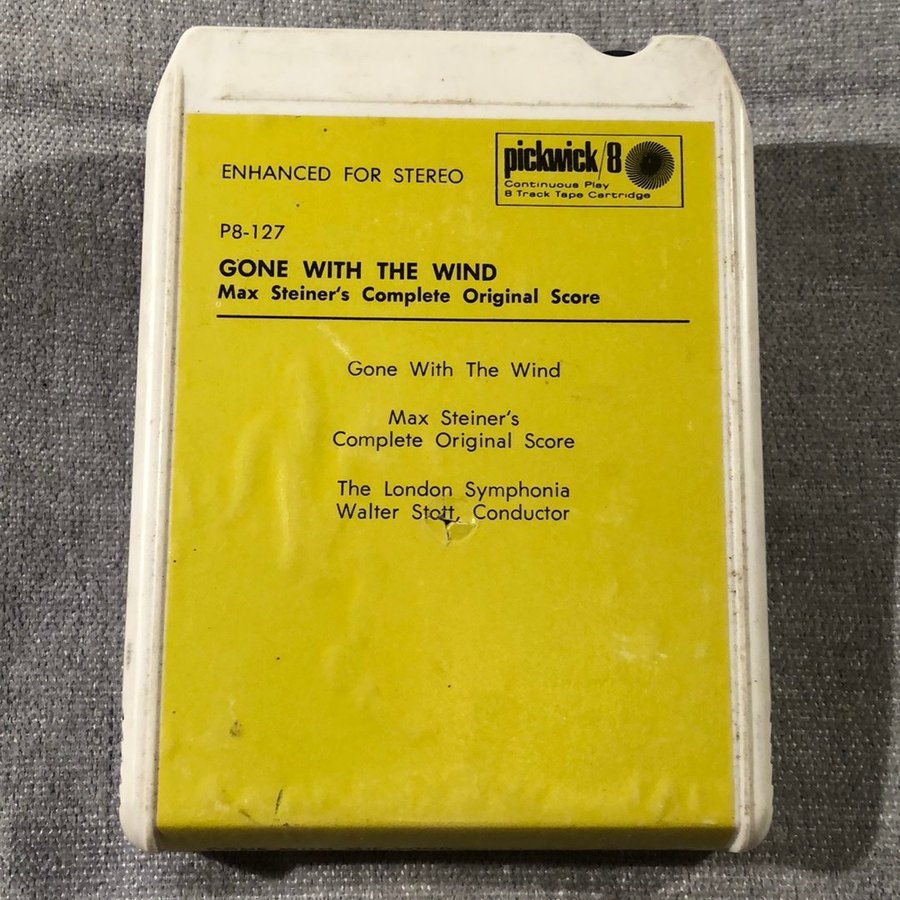 ENHANCED FOR STEREO
pickwick/8
Continuous Play
8 Track Tape Cartridge
P8-127
GONE WITH THE WIND
Max Steiner's Complete Original Score
Gone With The Wind
Max Steiner's
Complete Original Score
The London Symphonia
Walter Stott, Conductor